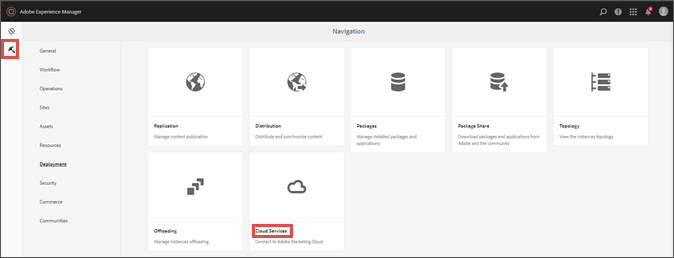 Adobe Experience Manager
Navigation
General
Workflow
Operations
Sites
Assets
Resources
Deployment
Security
Commerce
Communities
Replication
Manage content publication
Distribution
Distribute and synchronize content
Packages
Manage installed packages and
applications
Package Share
Download packages and applications from
Adobe and the community
Topology
View the instances topology
Offloading
Manage instances offloading
Cloud Services
Connect to Adobe Marketing Cloud